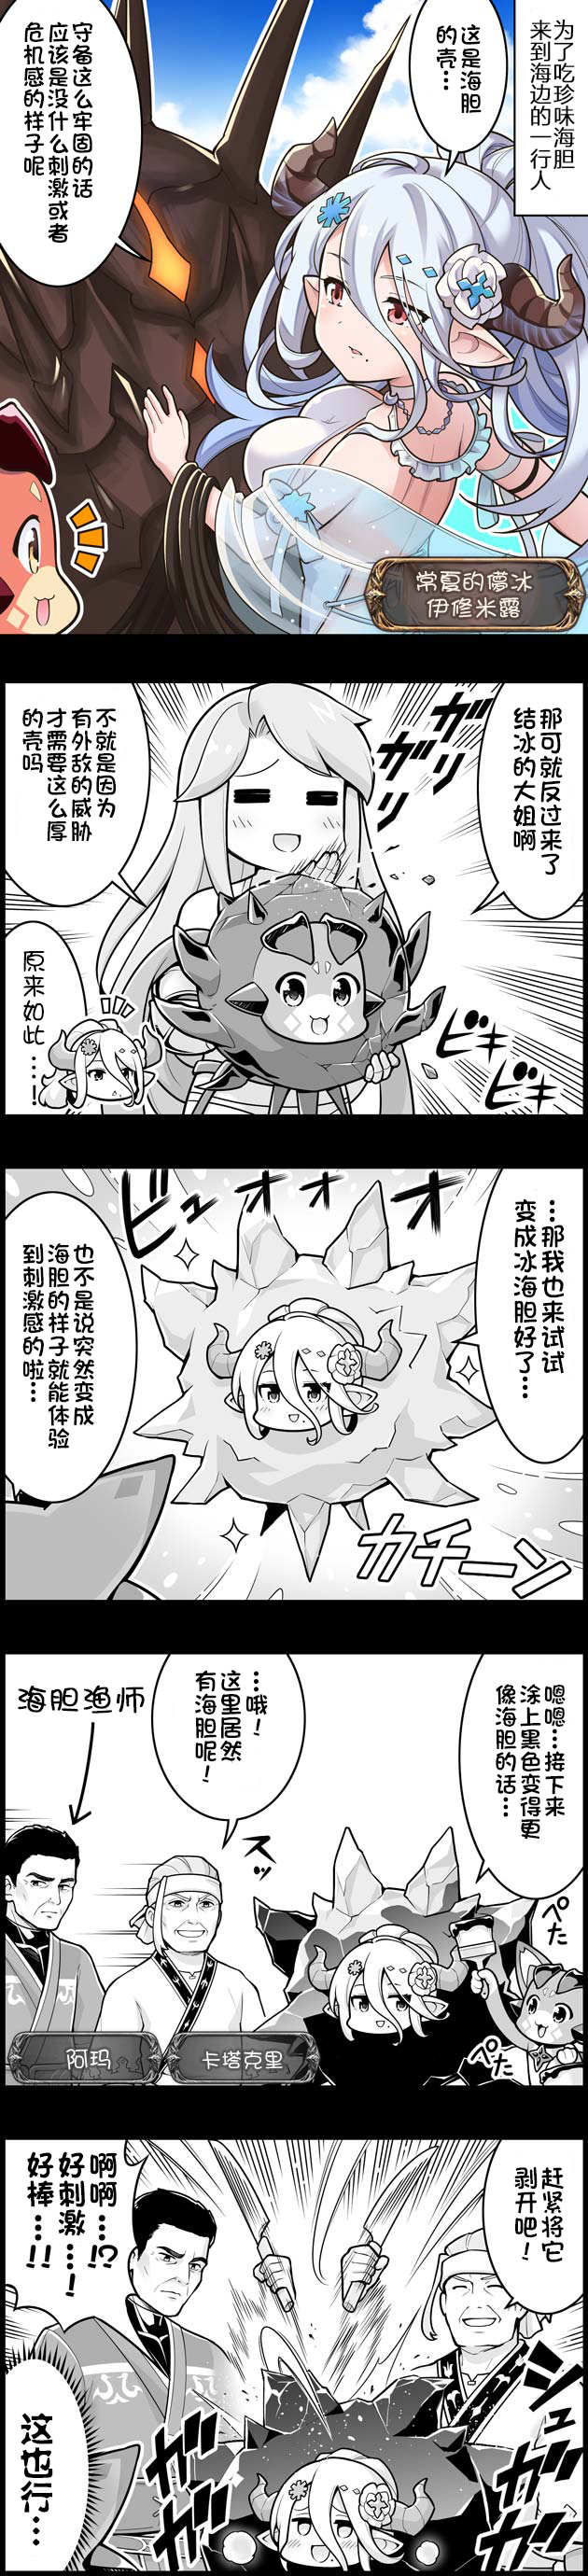 为了吃珍味海胆
来到海边的一行人
这是海胆
的壳…
守备这么牢固的话
应该是没什么刺激或者
危机感的样子呢
常夏的儚冰
伊修米露
那可就反过来了
结冰的大姐啊
ガリ
ガリ
不就是因为
有外敌的威胁
才需要这么厚
的壳吗
原来如此…!
ビキ
ビキ
…那我也来试试
变成冰海胆好了…
ビュオォォォ
也不是说突然变成
海胆的样子就能体验
到刺激感的啦…
カチーン
嗯嗯…接下来
涂上黑色变得更
像海胆的话…
…哦!
这里居然
有海胆呢!
海胆渔师
スッ
ぺた
ぺた
阿玛
卡塔克里
赶紧将它
剥开吧!
啊啊…!?
好刺激…!
好棒…!!
ジャッ
ガガ
ガガ
这也行…